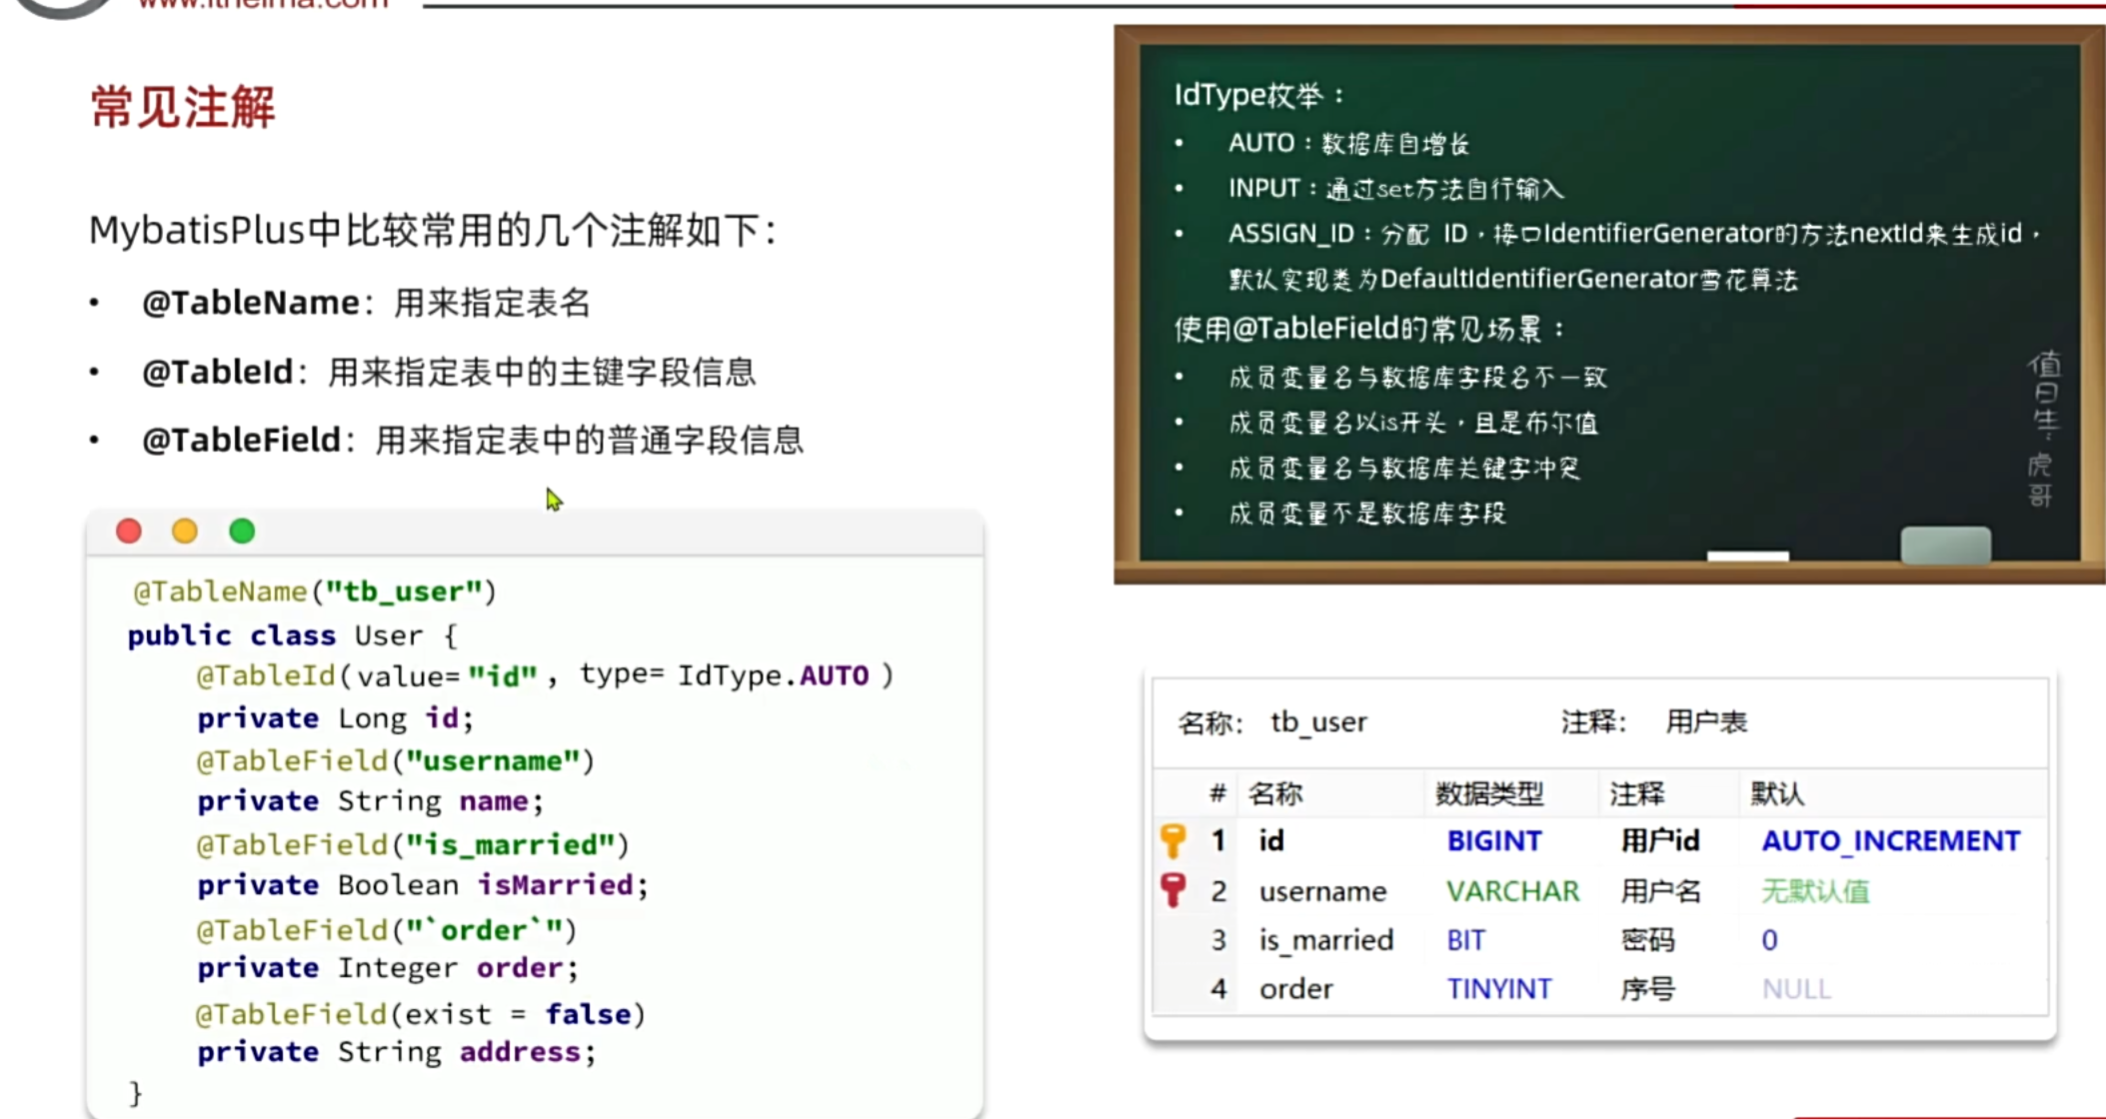 常见注解
MybatisPlus中比较常用的几个注解如下：
• @TableName：用来指定表名
• @TableId：用来指定表中的主键字段信息
• @TableField：用来指定表中的普通字段信息
@TableName("tb_user")
public class User {
@TableId(value="id", type= IdType.AUTO )
private Long id;
@TableField("username")
private String name;
@TableField("is_married")
private Boolean isMarried;
@TableField("`order`")
private Integer order;
@TableField(exist = false)
private String address;
}
IdType枚举：
• AUTO：数据库自增长
• INPUT：通过set方法自行输入
• ASSIGN_ID：分配 ID，接口IdentifierGenerator的方法nextId来生成id，
默认实现类为DefaultIdentifierGenerator雪花算法
使用@TableField的常见场景：
• 成员变量名与数据库字段名不一致
• 成员变量名以is开头，且是布尔值
• 成员变量名与数据库关键字冲突
• 成员变量不是数据库字段
值日生：虎哥
名称： tb_user 注释： 用户表
# 名称 数据类型 注释 默认
1 id BIGINT 用户id AUTO_INCREMENT
2 username VARCHAR 用户名 无默认值
3 is_married BIT 密码 0
4 order TINYINT 序号 NULL